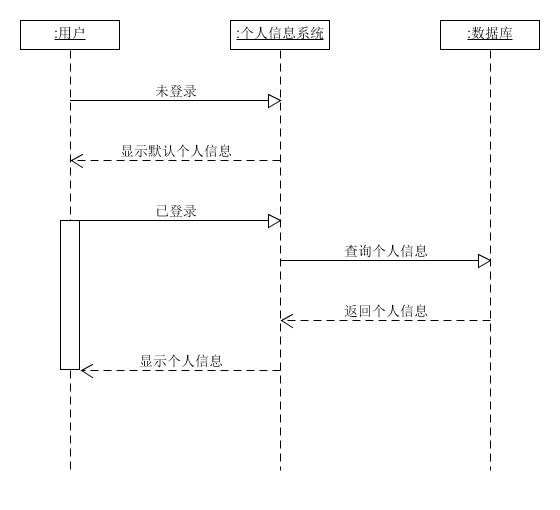 :用户
:个人信息系统
:数据库
未登录
显示默认个人信息
已登录
查询个人信息
返回个人信息
显示个人信息